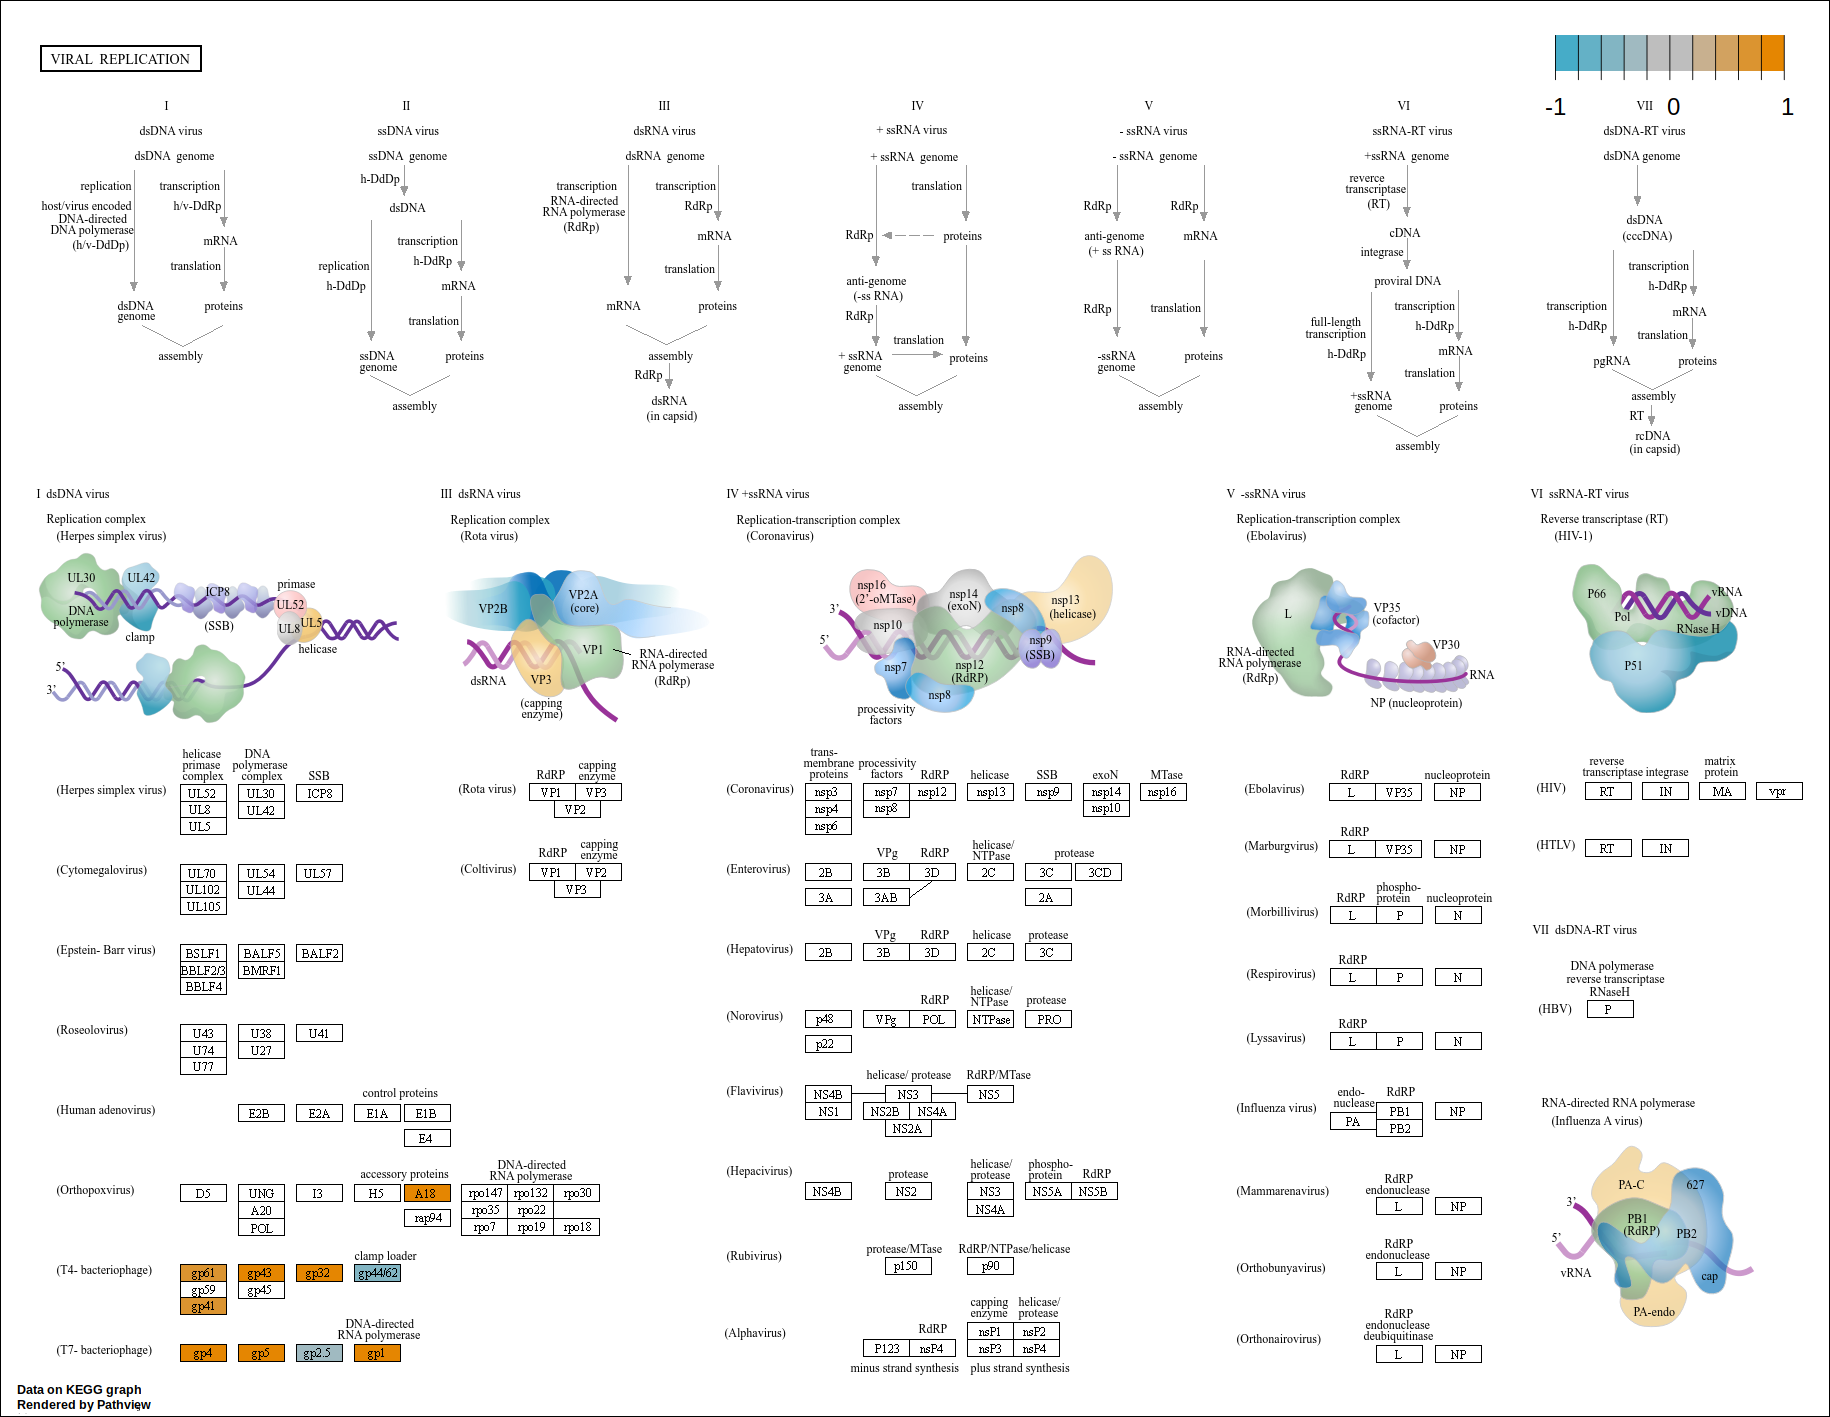 VIRAL REPLICATION
-1 0 1
I
dsDNA virus
dsDNA genome
replication
transcription
host/virus encoded
DNA-directed
DNA polymerase
(h/v-DdDp)
h/v-DdRp
mRNA
translation
dsDNA
genome
proteins
assembly
II
ssDNA virus
ssDNA genome
h-DdDp
dsDNA
transcription
h-DdRp
replication
h-DdDp
mRNA
translation
ssDNA
genome
proteins
assembly
III
dsRNA virus
dsRNA genome
transcription
RNA-directed
RNA polymerase
(RdRp)
transcription
RdRp
mRNA
translation
mRNA
proteins
assembly
RdRp
dsRNA
(in capsid)
IV
+ ssRNA virus
+ ssRNA genome
translation
RdRp
proteins
anti-genome
(-ss RNA)
RdRp
translation
+ ssRNA
genome
proteins
assembly
V
- ssRNA virus
- ssRNA genome
RdRp
RdRp
anti-genome
(+ ss RNA)
mRNA
RdRp
translation
-ssRNA
genome
proteins
assembly
VI
ssRNA-RT virus
+ssRNA genome
reverce
transcriptase
(RT)
cDNA
integrase
proviral DNA
transcription
h-DdRp
full-length
transcription
h-DdRp
mRNA
translation
+ssRNA
genome
proteins
assembly
VII
dsDNA-RT virus
dsDNA genome
dsDNA
(cccDNA)
transcription
h-DdRp
transcription
h-DdRp
mRNA
translation
pgRNA
proteins
assembly
RT
rcDNA
(in capsid)
I dsDNA virus
Replication complex
(Herpes simplex virus)
UL30
UL42
ICP8
primase
UL52
DNA
polymerase
clamp
(SSB)
UL8
UL5
helicase
5’
3’
III dsRNA virus
Replication complex
(Rota virus)
VP2B
VP2A
(core)
VP1
RNA-directed
RNA polymerase
(RdRp)
dsRNA
VP3
(capping
enzyme)
IV +ssRNA virus
Replication-transcription complex
(Coronavirus)
nsp16
(2’-oMTase)
nsp14
(exoN)
nsp8
nsp13
(helicase)
3’
nsp10
5’
nsp9
(SSB)
nsp7
nsp12
(RdRP)
nsp8
processivity
factors
V -ssRNA virus
Replication-transcription complex
(Ebolavirus)
L
VP35
(cofactor)
RNA-directed
RNA polymerase
(RdRp)
VP30
RNA
NP (nucleoprotein)
VI ssRNA-RT virus
Reverse transcriptase (RT)
(HIV-1)
P66
vRNA
vDNA
Pol
RNase H
P51
helicase
primase
complex
DNA
polymerase
complex
SSB
(Herpes simplex virus)
UL52 UL30 ICP8
UL8 UL42
UL5
(Cytomegalovirus)
UL70 UL54 UL57
UL102 UL44
UL105
(Epstein- Barr virus)
BSLF1 BALF5 BALF2
BBLF2/3 BMRF1
BBLF4
(Roseolovirus)
U43 U38 U41
U74 U27
U77
control proteins
(Human adenovirus)
E2B E2A E1A E1B
E4
accessory proteins
DNA-directed
RNA polymerase
(Orthopoxvirus)
D5 UNG I3 H5 A18 rpo147 rpo132 rpo30
A20 rap94 rpo35 rpo22
POL rpo7 rpo19 rpo18
clamp loader
(T4- bacteriophage)
gp61 gp43 gp32 gp44/62
gp59 gp45
gp41
DNA-directed
RNA polymerase
(T7- bacteriophage)
gp4 gp5 gp2.5 gp1
RdRP
capping
enzyme
(Rota virus)
VP1 VP3
VP2
RdRP
capping
enzyme
(Coltivirus)
VP1 VP2
VP3
trans-
membrane
proteins
processivity
factors
RdRP helicase SSB exoN MTase
(Coronavirus)
nsp3 nsp7 nsp12 nsp13 nsp9 nsp14 nsp16
nsp4 nsp8 nsp10
nsp6
VPg RdRP
helicase/
NTPase
protease
(Enterovirus)
2B 3B 3D 2C 3C 3CD
3A 3AB 2A
VPg RdRP helicase protease
(Hepatovirus)
2B 3B 3D 2C 3C
RdRP
helicase/
NTPase
protease
(Norovirus)
p48 VPg POL NTPase PRO
p22
helicase/ protease RdRP/MTase
(Flavivirus)
NS4B NS3 NS5
NS1 NS2B NS4A
NS2A
protease
helicase/
protease
phospho-
protein
RdRP
(Hepacivirus)
NS4B NS2 NS3 NS5A NS5B
NS4A
protease/MTase RdRP/NTPase/helicase
(Rubivirus)
p150 p90
capping
enzyme
helicase/
protease
RdRP
(Alphavirus)
nsP1 nsP2
P123 nsP4 nsP3 nsP4
minus strand synthesis plus strand synthesis
RdRP nucleoprotein
(Ebolavirus)
L VP35 NP
RdRP
(Marburgvirus)
L VP35 NP
RdRP
phospho-
protein
nucleoprotein
(Morbillivirus)
L P N
RdRP
(Respirovirus)
L P N
RdRP
(Lyssavirus)
L P N
endo-
nuclease
RdRP
(Influenza virus)
PA PB1 NP
PB2
RdRP
endonuclease
(Mammarenavirus)
L NP
RdRP
endonuclease
(Orthobunyavirus)
L NP
RdRP
endonuclease
deubiquitinase
(Orthonairovirus)
L NP
reverse
transcriptase
integrase
matrix
protein
(HIV)
RT IN MA vpr
(HTLV)
RT IN
VII dsDNA-RT virus
DNA polymerase
reverse transcriptase
RNaseH
(HBV)
P
RNA-directed RNA polymerase
(Influenza A virus)
PA-C
627
3’
PB1
(RdRP)
PB2
5’
vRNA
cap
PA-endo
Data on KEGG graph
Rendered by Pathview